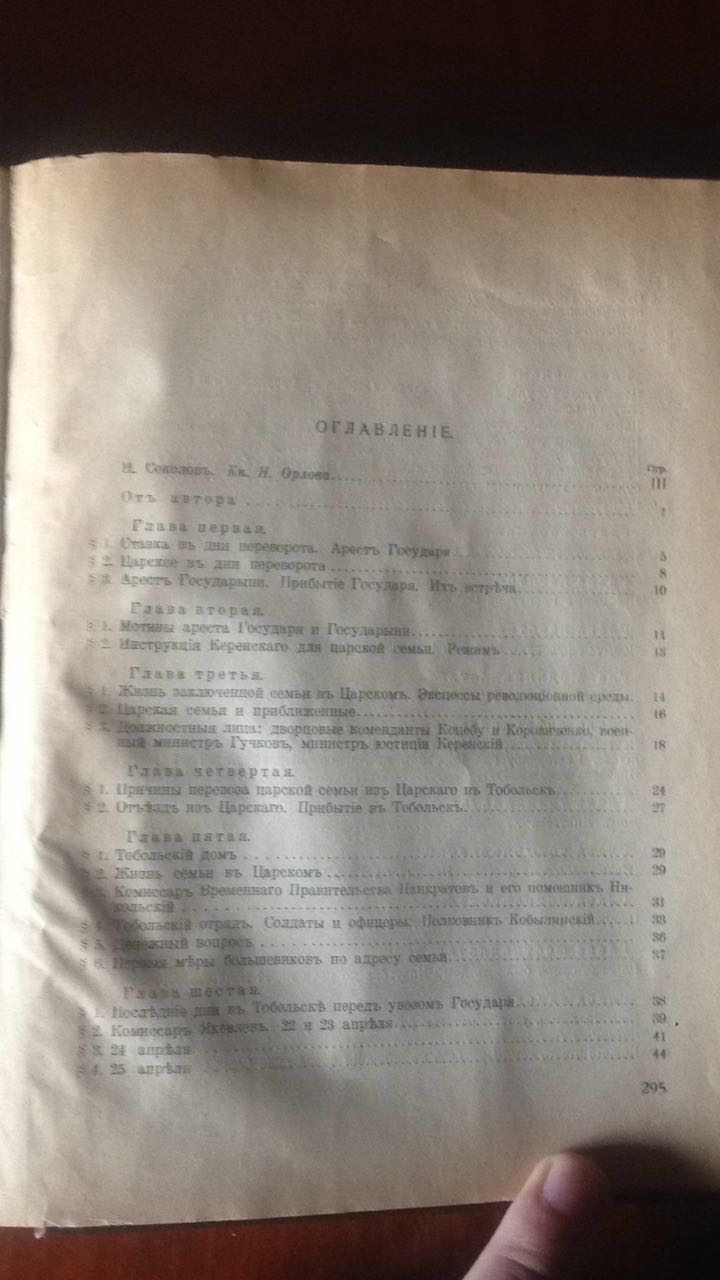 ОГЛАВЛЕНІЕ.
Стр.
Н. Соколовъ. Кн. Н. Орлова III
Отъ автора 1
Глава первая.
§ 1. Ставка въ дни переворота. Арестъ Государя 5
§ 2. Царское въ дни переворота 8
§ 3. Арестъ Государыни. Прибытіе Государя. Ихъ встрѣча 10
Глава вторая.
§ 1. Мотивы ареста Государя и Государыни 11
§ 2. Инструкція Керенскаго для царской семьи. Режимъ 13
Глава третья.
§ 1. Жизнь заключенной семьи въ Царскомъ. Эксцессы революціонной среды. 14
§ 2. Царская семья и приближенные 16
§ 3. Должностныя лица: дворцовые коменданты Коцебу и Коровиченко, воен-
ный министръ Гучковъ, министръ юстиціи Керенскій 18
Глава четвертая.
§ 1. Причины перевоза царской семьи изъ Царскаго въ Тобольскъ 24
§ 2. Отъѣздъ изъ Царскаго. Прибытіе въ Тобольскъ 27
Глава пятая.
§ 1. Тобольскій домъ 29
§ 2. Жизнь семьи въ Царскомъ 29
§ 3. Комиссаръ Временнаго Правительства Панкратовъ и его помощникъ Ни-
кольскій 31
§ 4. Тобольскій отрядъ. Солдаты и офицеры. Полковникъ Кобылинскій 33
§ 5. Денежный вопросъ 36
§ 6. Первыя мѣры большевиковъ по адресу семьи 37
Глава шестая.
§ 1. Послѣдніе дни въ Тобольскѣ передъ увозомъ Государя 38
§ 2. Комиссаръ Яковлевъ. 22 и 23 апрѣля 39
§ 3. 24 апрѣля 41
§ 4. 25 апрѣля 44
295